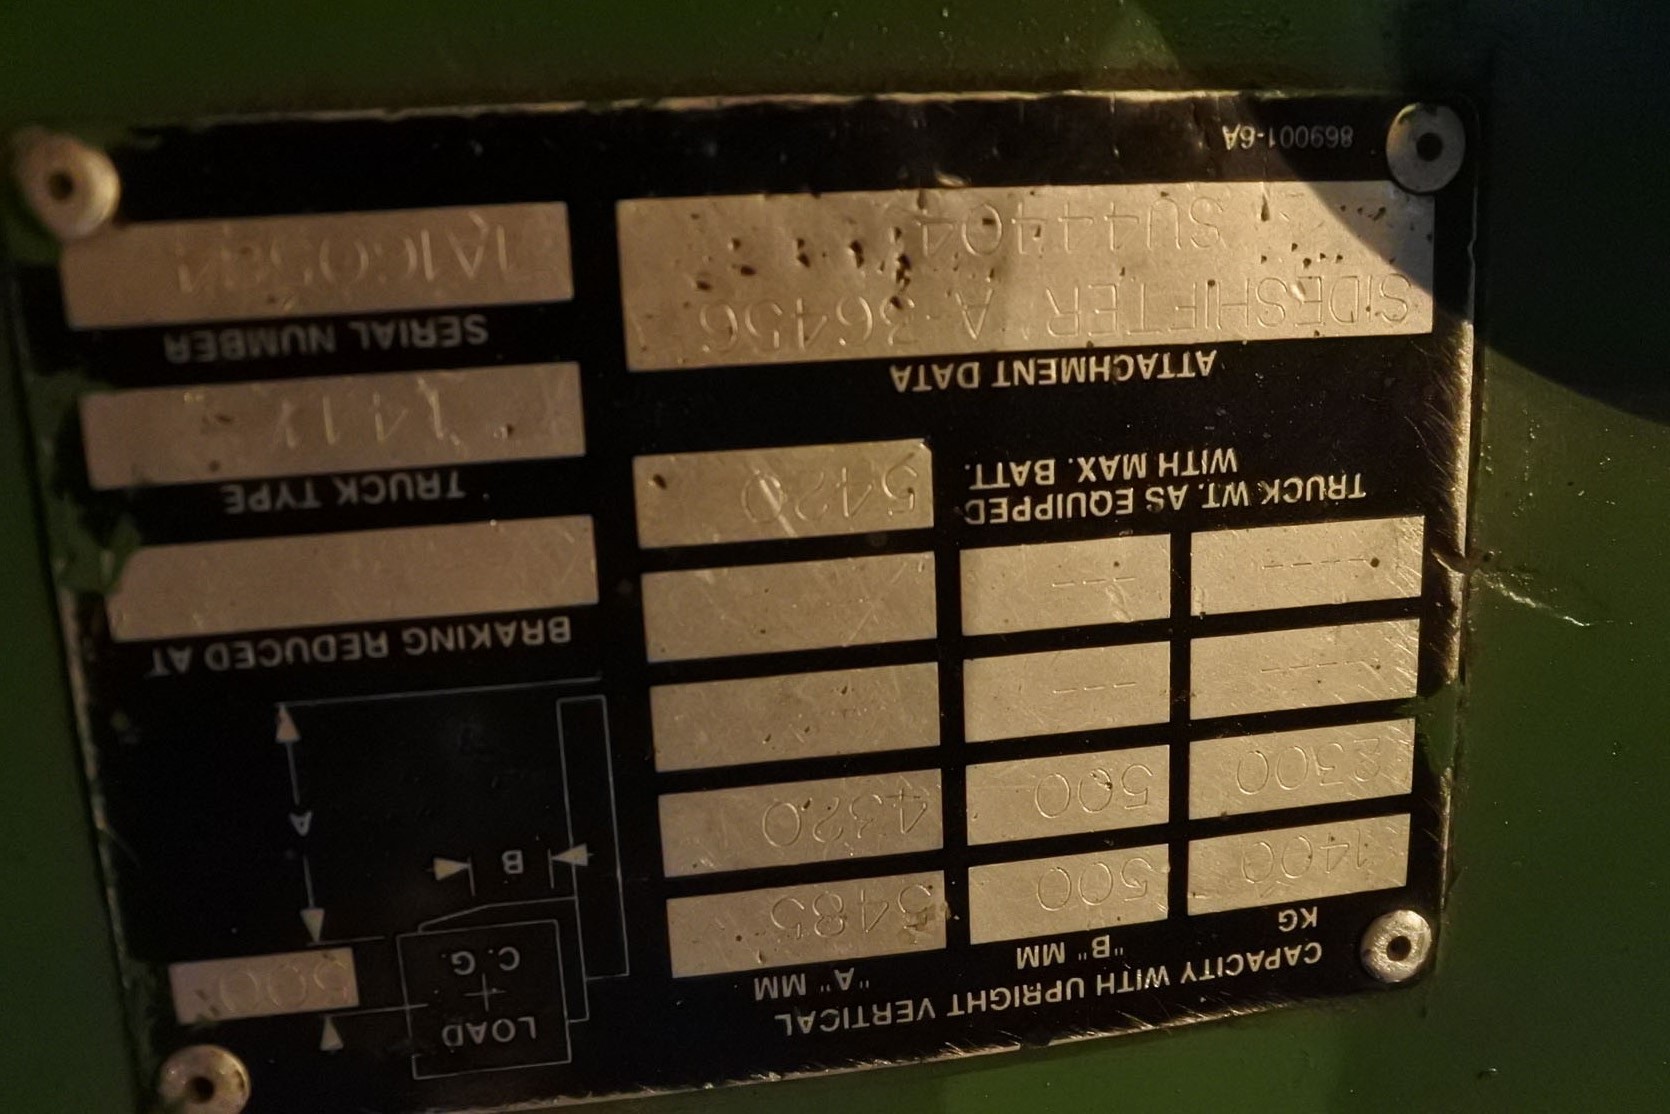 CAPACITY WITH UPRIGHT VERTICAL
KG "B" MM "A" MM
1400 500 5485
2300 500 4320
---- ---
---- ---
TRUCK WT. AS EQUIPPED
WITH MAX. BATT.
5420
ATTACHMENT DATA
SIDESHIFTER A 36456
SU44404
869001-6A
LOAD
C.G.
500
B
A
BRAKING REDUCED AT
TRUCK TYPE
SERIAL NUMBER